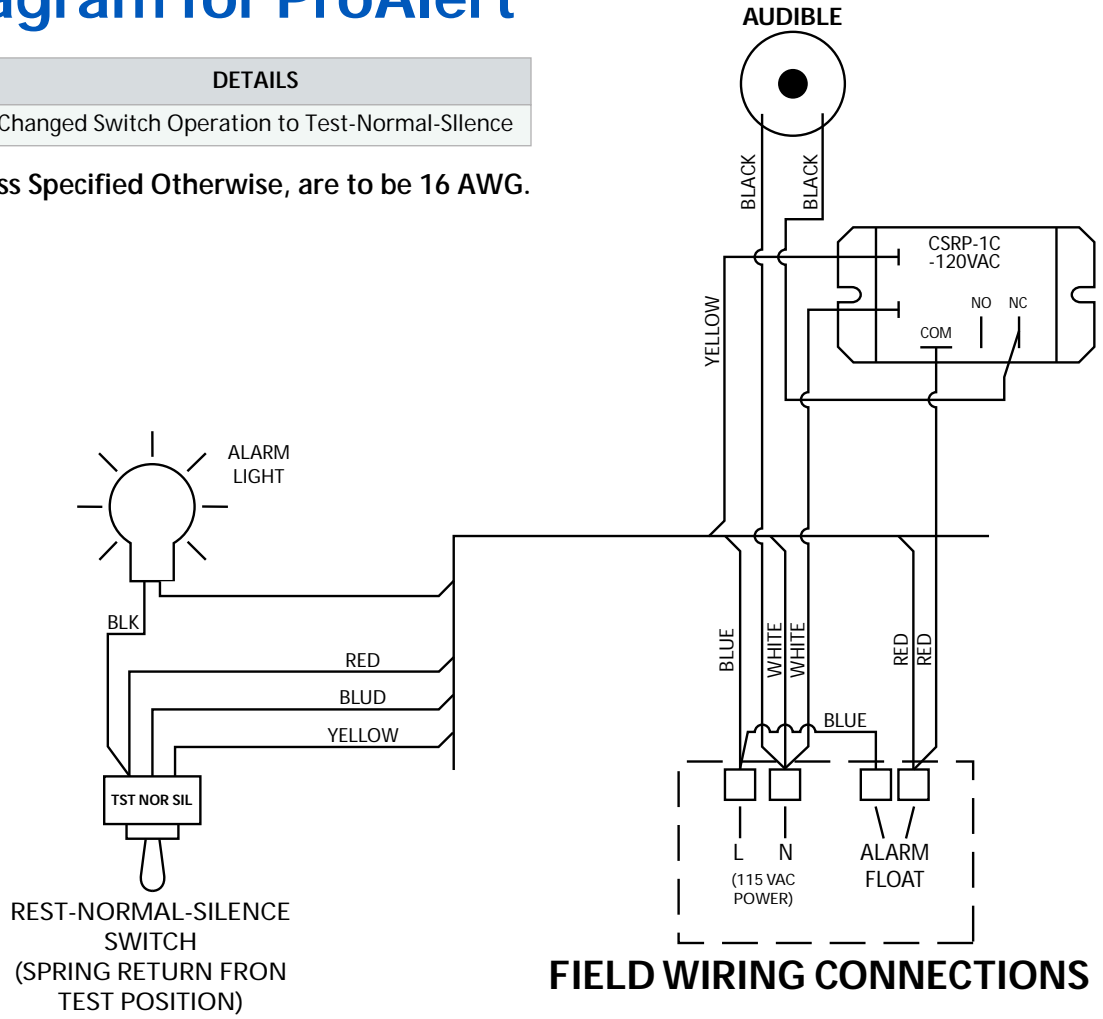 agram for ProAlert
DETAILS
Changed Switch Operation to Test-Normal-SIlence
ss Specified Otherwise, are to be 16 AWG.
AUDIBLE
BLACK
BLACK
CSRP-1C
-120VAC
NO NC
COM
YELLOW
ALARM
LIGHT
BLK
RED
BLUD
YELLOW
TST NOR SIL
REST-NORMAL-SILENCE
SWITCH
(SPRING RETURN FRON
TEST POSITION)
BLUE
WHITE
WHITE
RED
RED
BLUE
L N
(115 VAC
POWER)
ALARM
FLOAT
FIELD WIRING CONNECTIONS